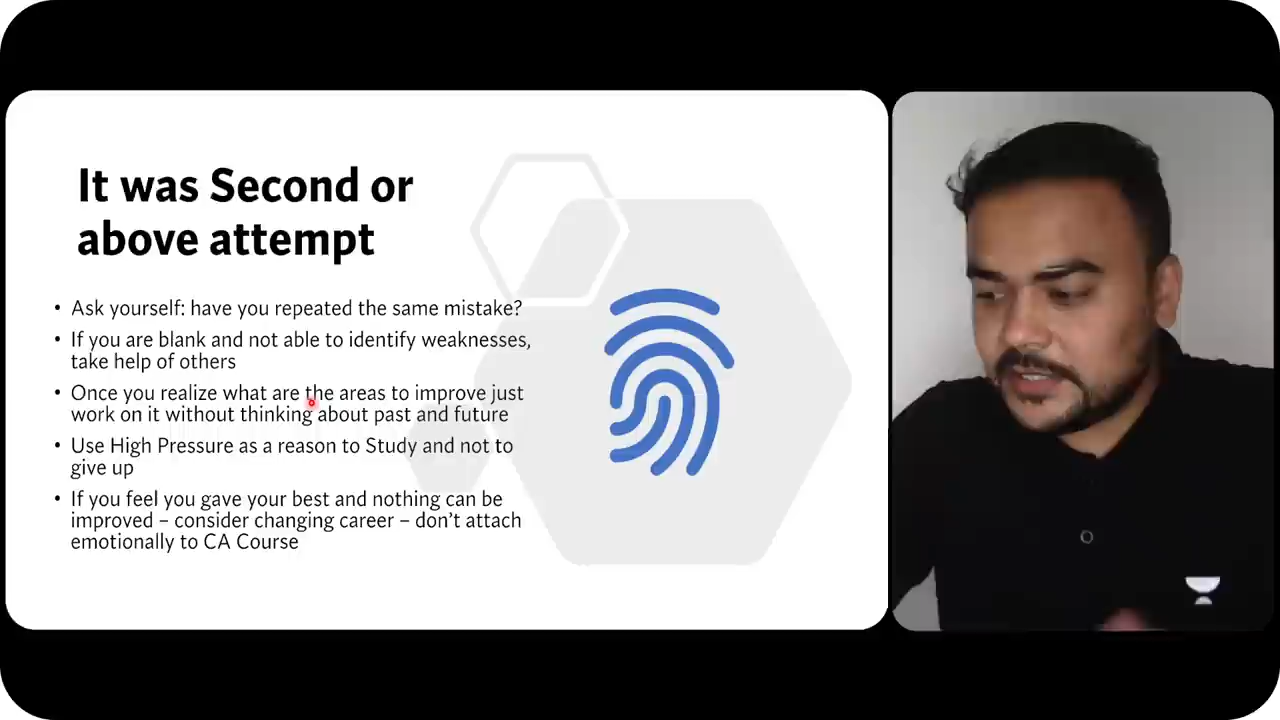 It was Second or
above attempt
• Ask yourself: have you repeated the same mistake?
• If you are blank and not able to identify weaknesses,
take help of others
• Once you realize what are the areas to improve just
work on it without thinking about past and future
• Use High Pressure as a reason to Study and not to
give up
• If you feel you gave your best and nothing can be
improved – consider changing career – don’t attach
emotionally to CA Course